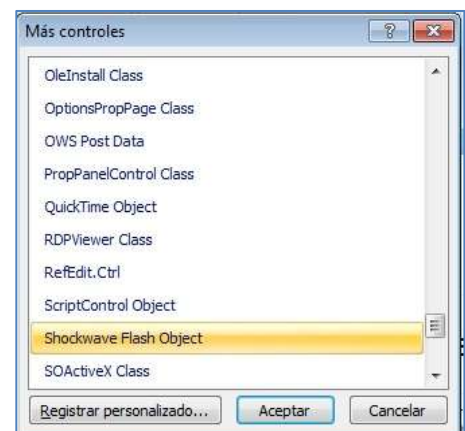 Más controles
OleInstall Class
OptionsPropPage Class
OWS Post Data
PropPanelControl Class
QuickTime Object
RDPViewer Class
RefEdit.Ctrl
ScriptControl Object
Shockwave Flash Object
SOActiveX Class
Registrar personalizado... Aceptar Cancelar